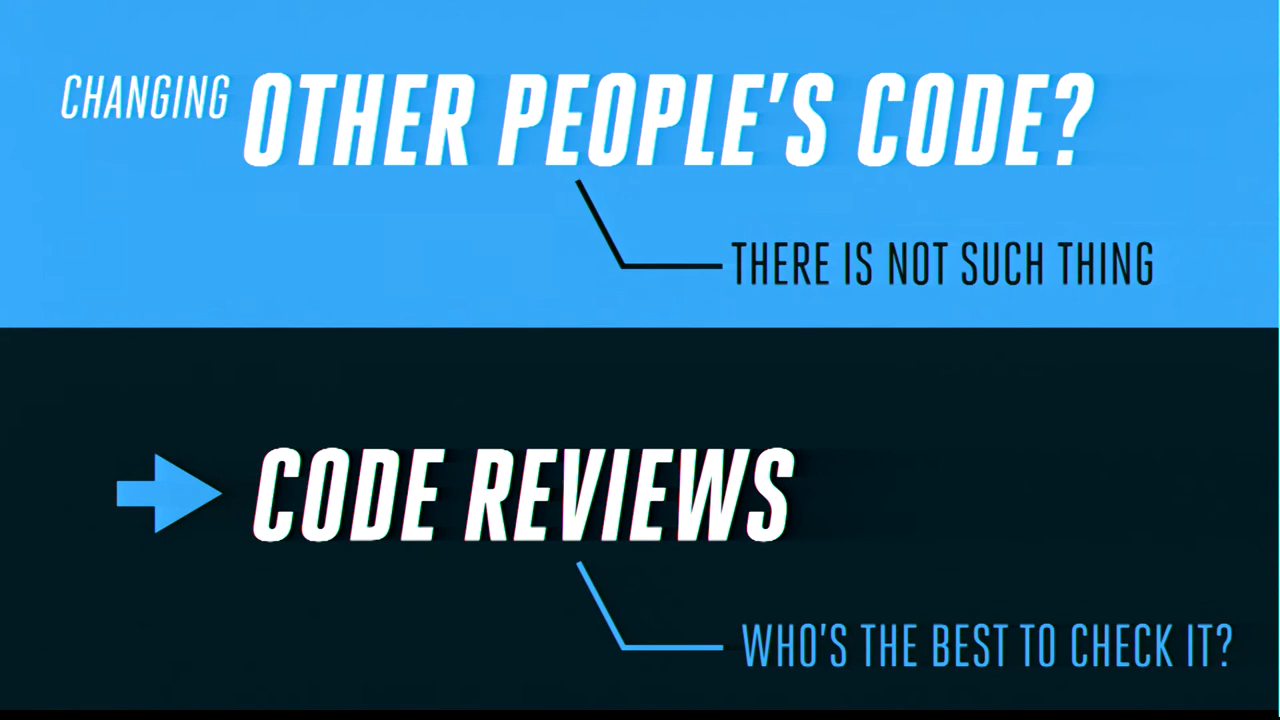 CHANGING OTHER PEOPLE'S CODE?
THERE IS NOT SUCH THING
CODE REVIEWS
WHO'S THE BEST TO CHECK IT?